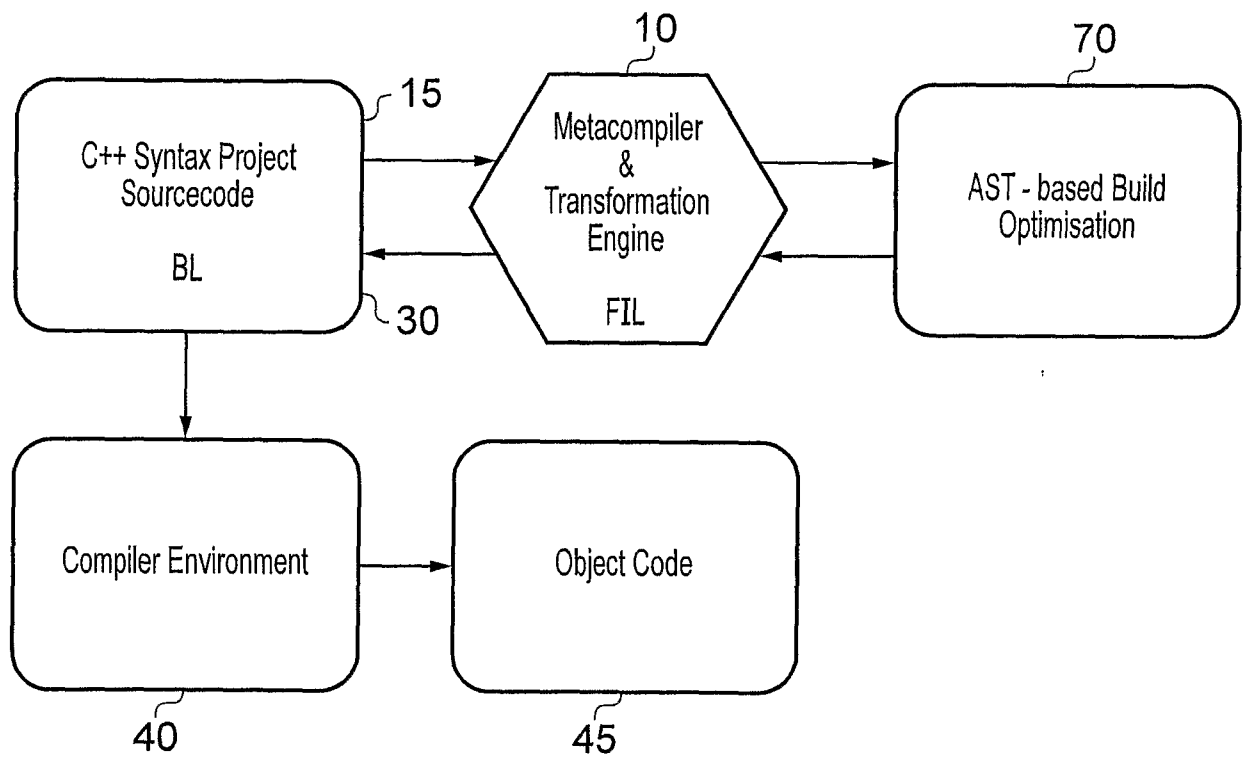 10
70
15
C++ Syntax Project
Sourcecode
BL
30
Metacompiler
&
Transformation
Engine
FIL
AST - based Build
Optimisation
Compiler Environment
Object Code
40
45